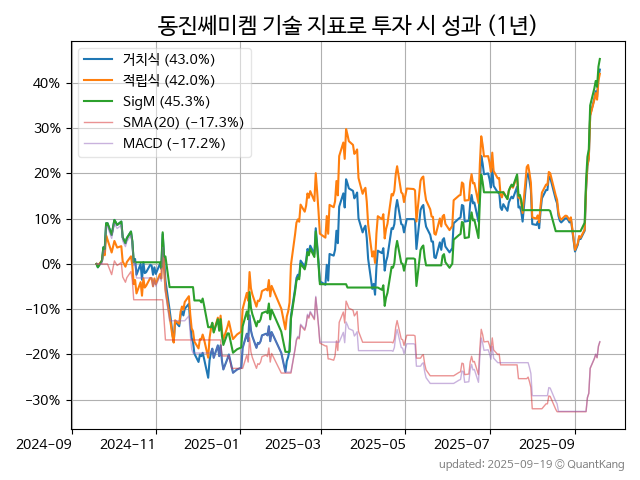 동진쎄미켐 기술 지표로 투자 시 성과 (1년)
거치식 (43.0%)
적립식 (42.0%)
SigM (45.3%)
SMA(20) (−17.3%)
MACD (−17.2%)
40%
30%
20%
10%
0%
−10%
−20%
−30%
2024-09 2024-11 2025-01 2025-03 2025-05 2025-07 2025-09
updated: 2025-09-19 ⓒ QuantKang